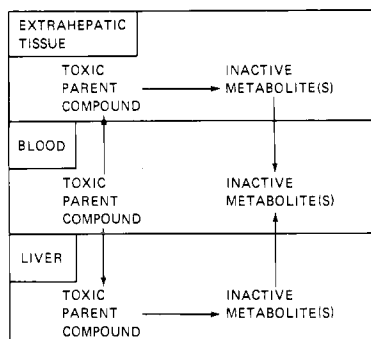 EXTRAHEPATIC
TISSUE
TOXIC
PARENT
COMPOUND
INACTIVE
METABOLITE(S)
BLOOD
TOXIC
PARENT
COMPOUND
INACTIVE
METABOLITE(S)
LIVER
TOXIC
PARENT
COMPOUND
INACTIVE
METABOLITE(S)